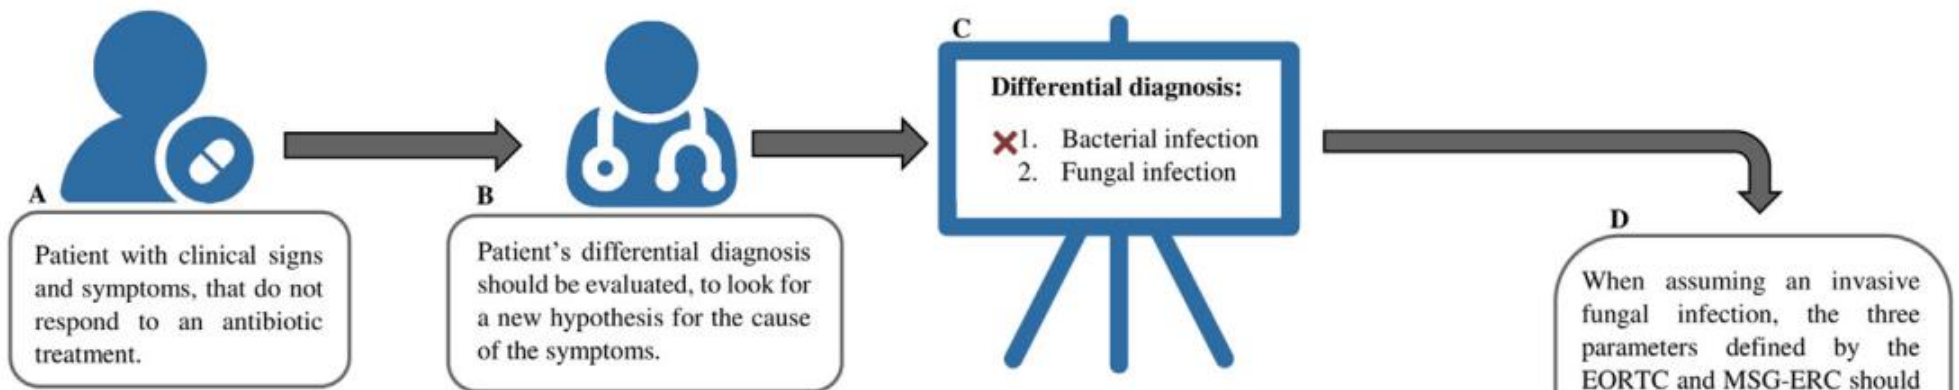 A
Patient with clinical signs
and symptoms, that do not
respond to an antibiotic
treatment.
B
Patient's differential diagnosis
should be evaluated, to look for
a new hypothesis for the cause
of the symptoms.
C
Differential diagnosis:
1. Bacterial infection
2. Fungal infection
D
When assuming an invasive
fungal infection, the three
parameters defined by the
EORTC and MSG-ERC should